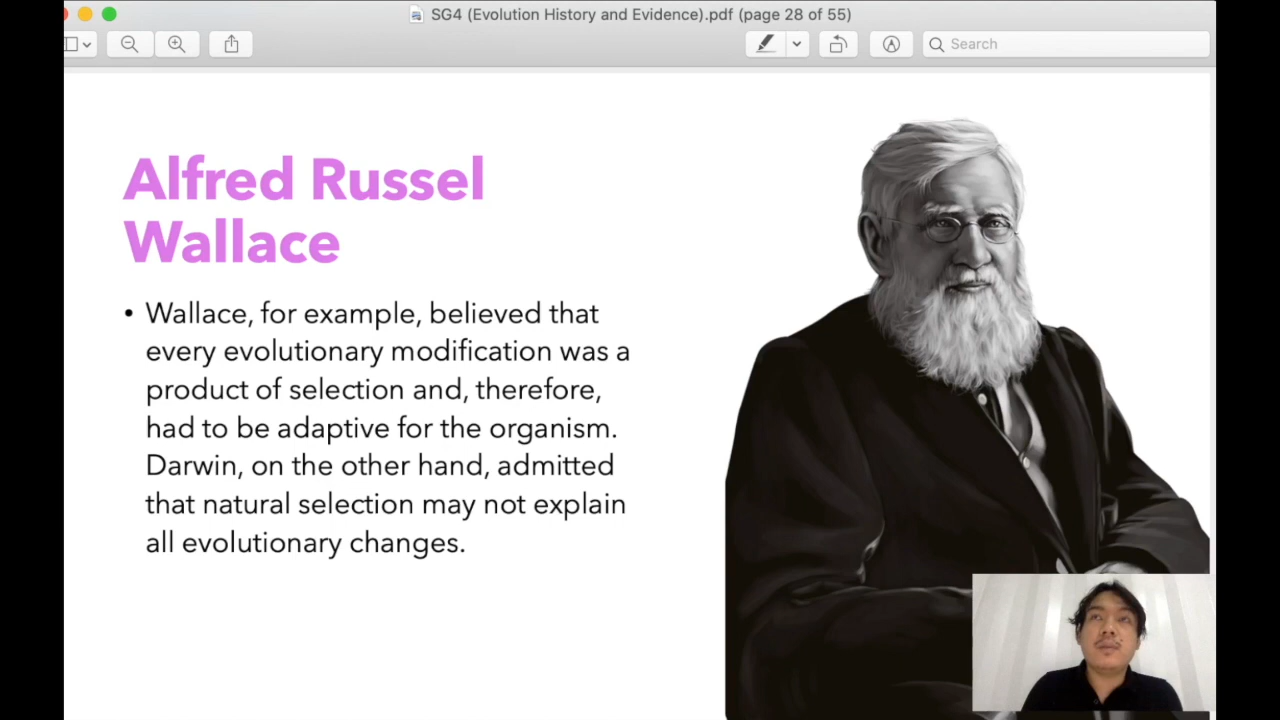 SG4 (Evolution History and Evidence).pdf (page 28 of 55)
Search
Alfred Russel
Wallace
• Wallace, for example, believed that
every evolutionary modification was a
product of selection and, therefore,
had to be adaptive for the organism.
Darwin, on the other hand, admitted
that natural selection may not explain
all evolutionary changes.